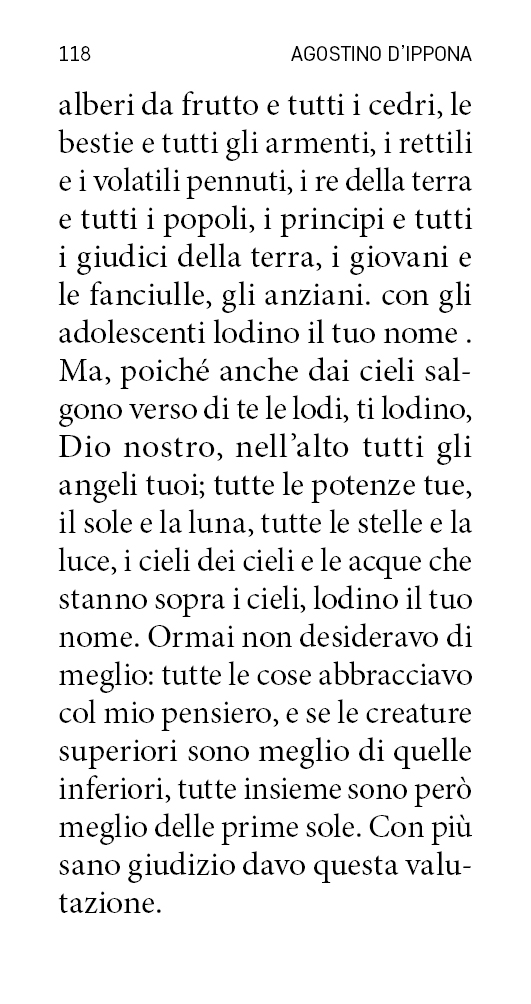 118 AGOSTINO D'IPPONA
alberi da frutto e tutti i cedri, le
bestie e tutti gli armenti, i rettili
e i volatili pennuti, i re della terra
e tutti i popoli, i principi e tutti
i giudici della terra, i giovani e
le fanciulle, gli anziani. con gli
adolescenti lodino il tuo nome .
Ma, poiché anche dai cieli sal-
gono verso di te le lodi, ti lodino,
Dio nostro, nell'alto tutti gli
angeli tuoi; tutte le potenze tue,
il sole e la luna, tutte le stelle e la
luce, i cieli dei cieli e le acque che
stanno sopra i cieli, lodino il tuo
nome. Ormai non desideravo di
meglio: tutte le cose abbracciavo
col mio pensiero, e se le creature
superiori sono meglio di quelle
inferiori, tutte insieme sono però
meglio delle prime sole. Con più
sano giudizio davo questa valu-
tazione.